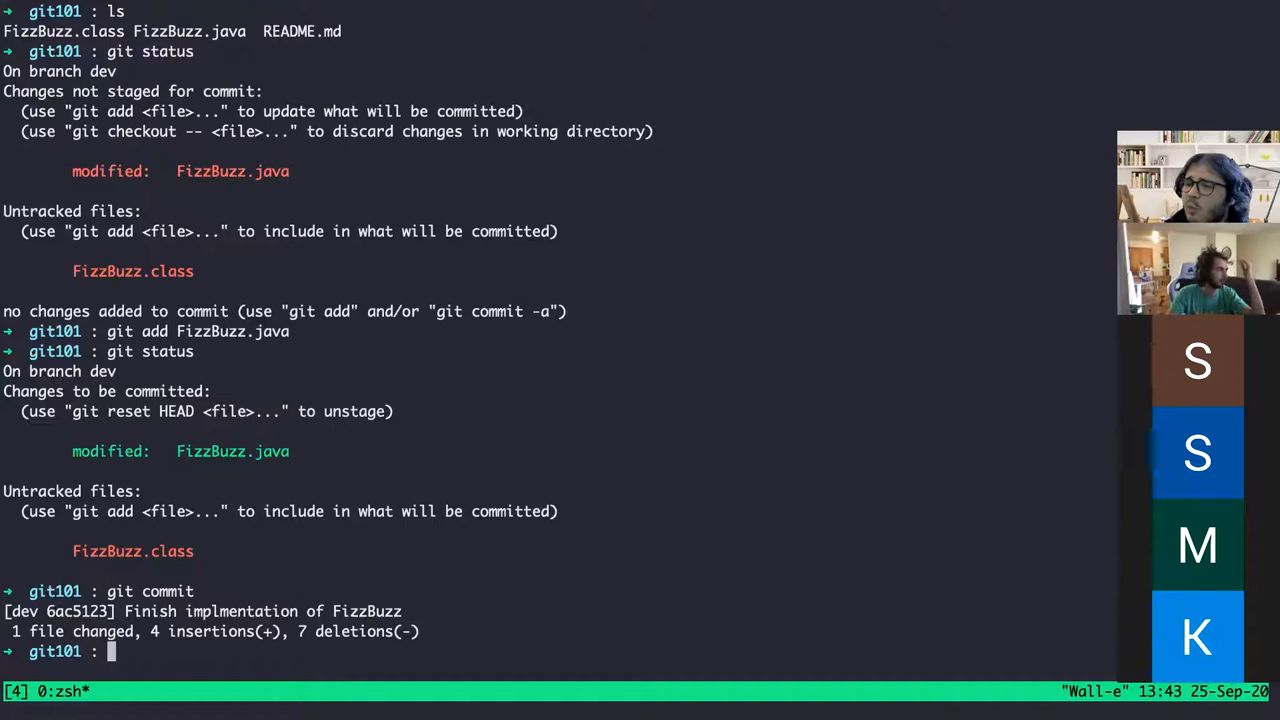 →  git101 : ls
FizzBuzz.class FizzBuzz.java  README.md
→  git101 : git status
On branch dev
Changes not staged for commit:
  (use "git add <file>..." to update what will be committed)
  (use "git checkout -- <file>..." to discard changes in working directory)
        modified:   FizzBuzz.java
Untracked files:
  (use "git add <file>..." to include in what will be committed)
        FizzBuzz.class
no changes added to commit (use "git add" and/or "git commit -a")
→  git101 : git add FizzBuzz.java
→  git101 : git status
On branch dev
Changes to be committed:
  (use "git reset HEAD <file>..." to unstage)
        modified:   FizzBuzz.java
Untracked files:
  (use "git add <file>..." to include in what will be committed)
        FizzBuzz.class
→  git101 : git commit
[dev 6ac5123] Finish implmentation of FizzBuzz
 1 file changed, 4 insertions(+), 7 deletions(-)
→  git101 :
[4] 0:zsh*
"Wall-e" 13:43 25-Sep-20
S
S
M
K